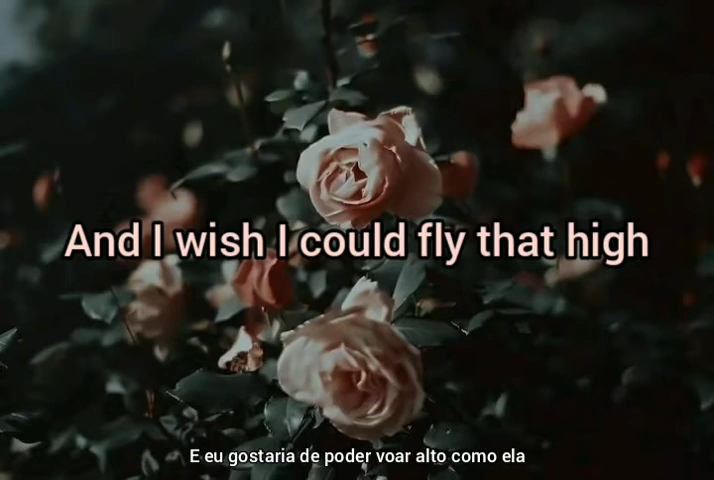 And I wish I could fly that high
E eu gostaria de poder voar alto como ela